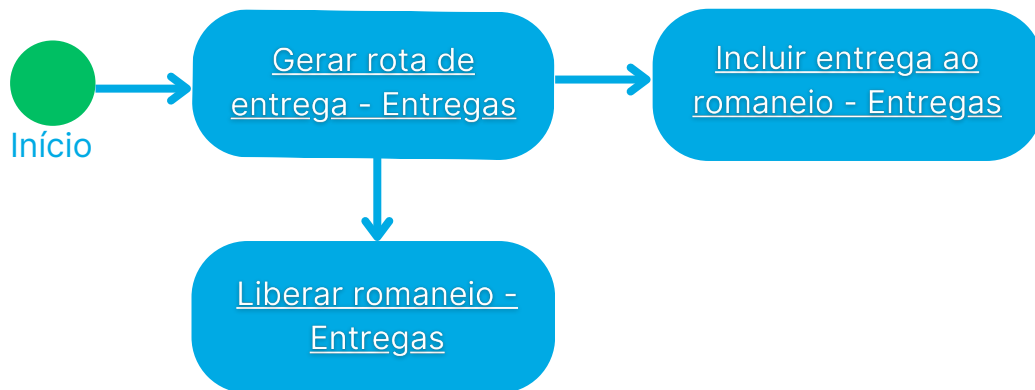 Início
Gerar rota de
entrega - Entregas
Incluir entrega ao
romaneio - Entregas
Liberar romaneio -
Entregas